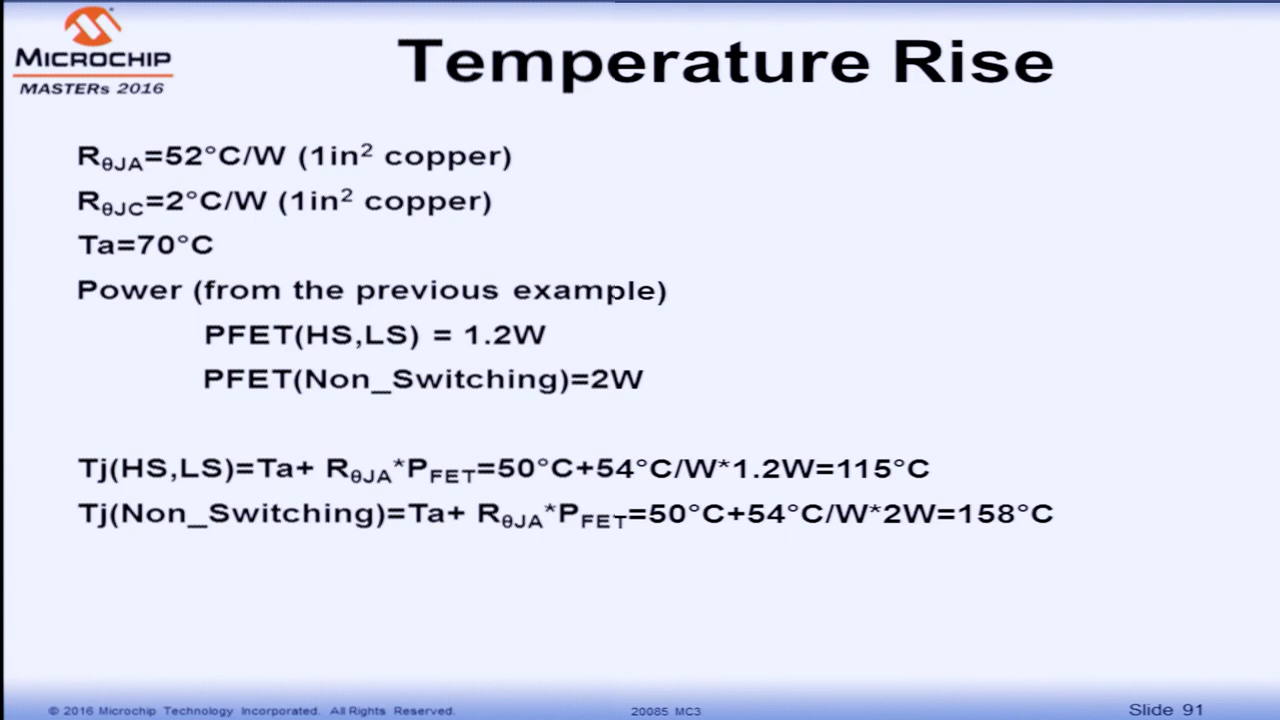 MICROCHIP
MASTERs 2016
Temperature Rise
RθJA=52°C/W (1in² copper)
RθJC=2°C/W (1in² copper)
Ta=70°C
Power (from the previous example)
PFET(HS,LS) = 1.2W
PFET(Non_Switching)=2W
Tj(HS,LS)=Ta+ RθJA*PFET=50°C+54°C/W*1.2W=115°C
Tj(Non_Switching)=Ta+ RθJA*PFET=50°C+54°C/W*2W=158°C
© 2016 Microchip Technology Incorporated. All Rights Reserved.
20085 MC3
Slide 91